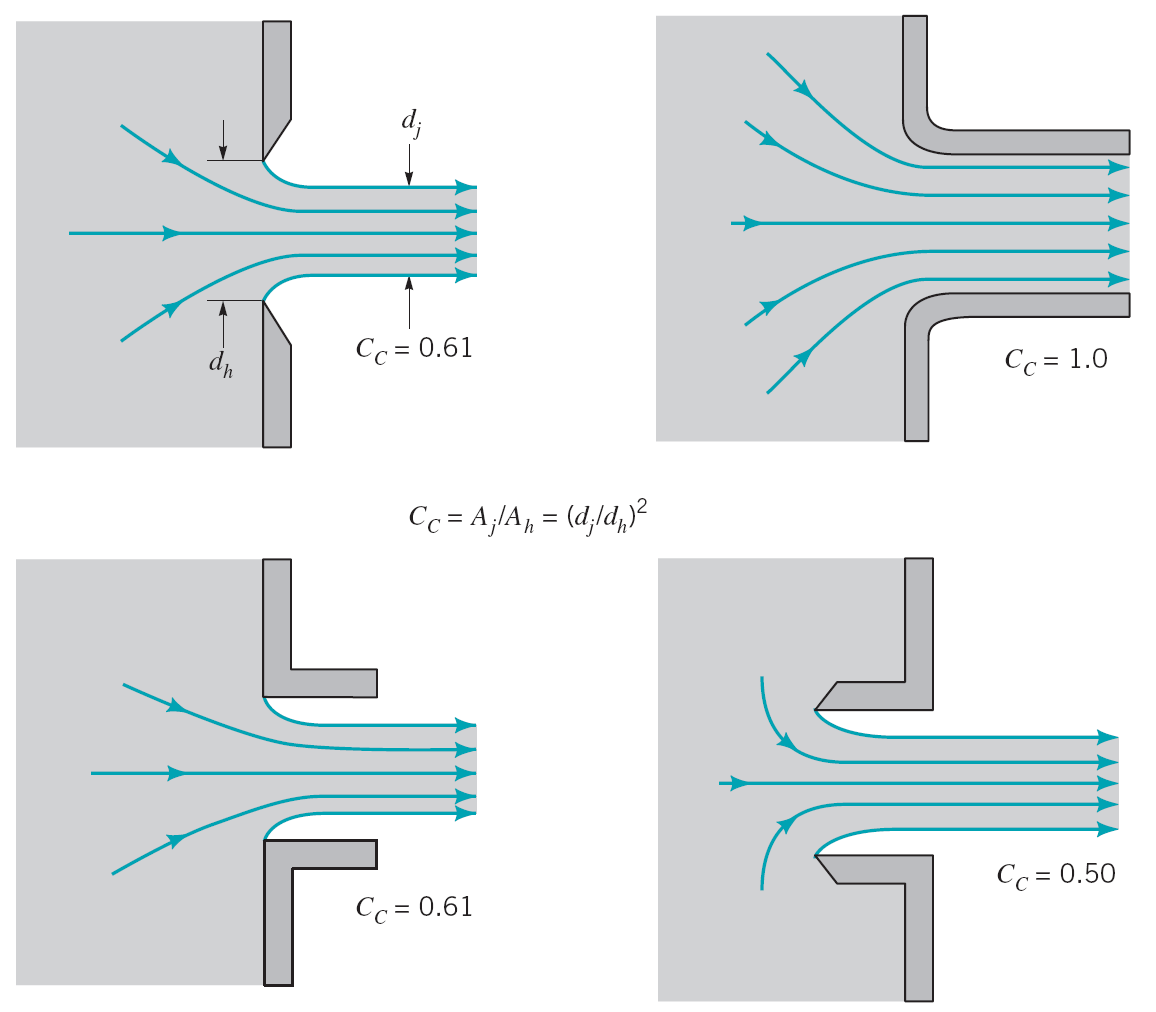 d_j
d_h
C_C = 0.61
C_C = 1.0
C_C = A_j/A_h = (d_j/d_h)^2
C_C = 0.61
C_C = 0.50